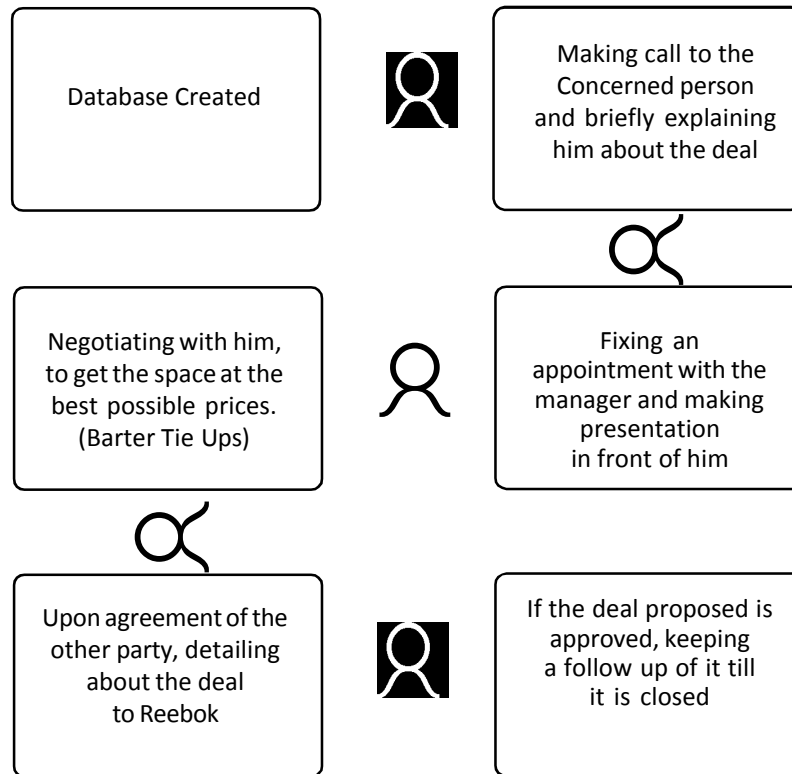 Database Created
Making call to the
Concerned person
and briefly explaining
him about the deal
Fixing an
appointment with the
manager and making
presentation
in front of him
Negotiating with him,
to get the space at the
best possible prices.
(Barter Tie Ups)
Upon agreement of the
other party, detailing
about the deal
to Reebok
If the deal proposed is
approved, keeping
a follow up of it till
it is closed